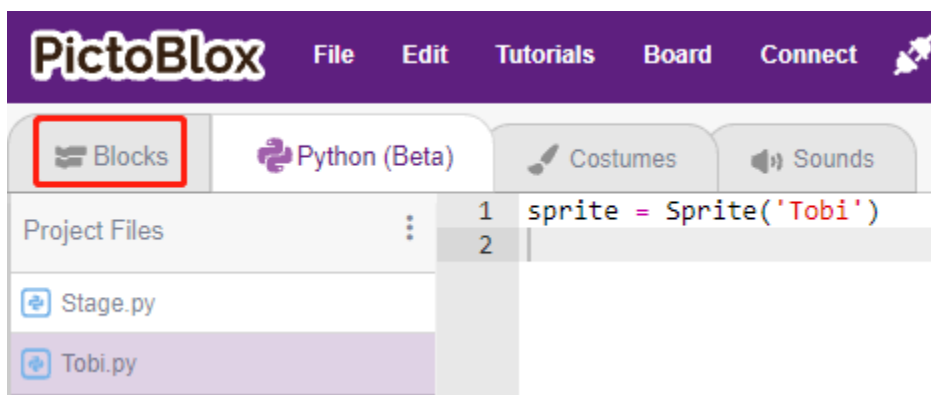 PictoBlox File Edit Tutorials Board Connect
Blocks Python (Beta) Costumes Sounds
Project Files
1 sprite = Sprite('Tobi')
2
Stage.py
Tobi.py